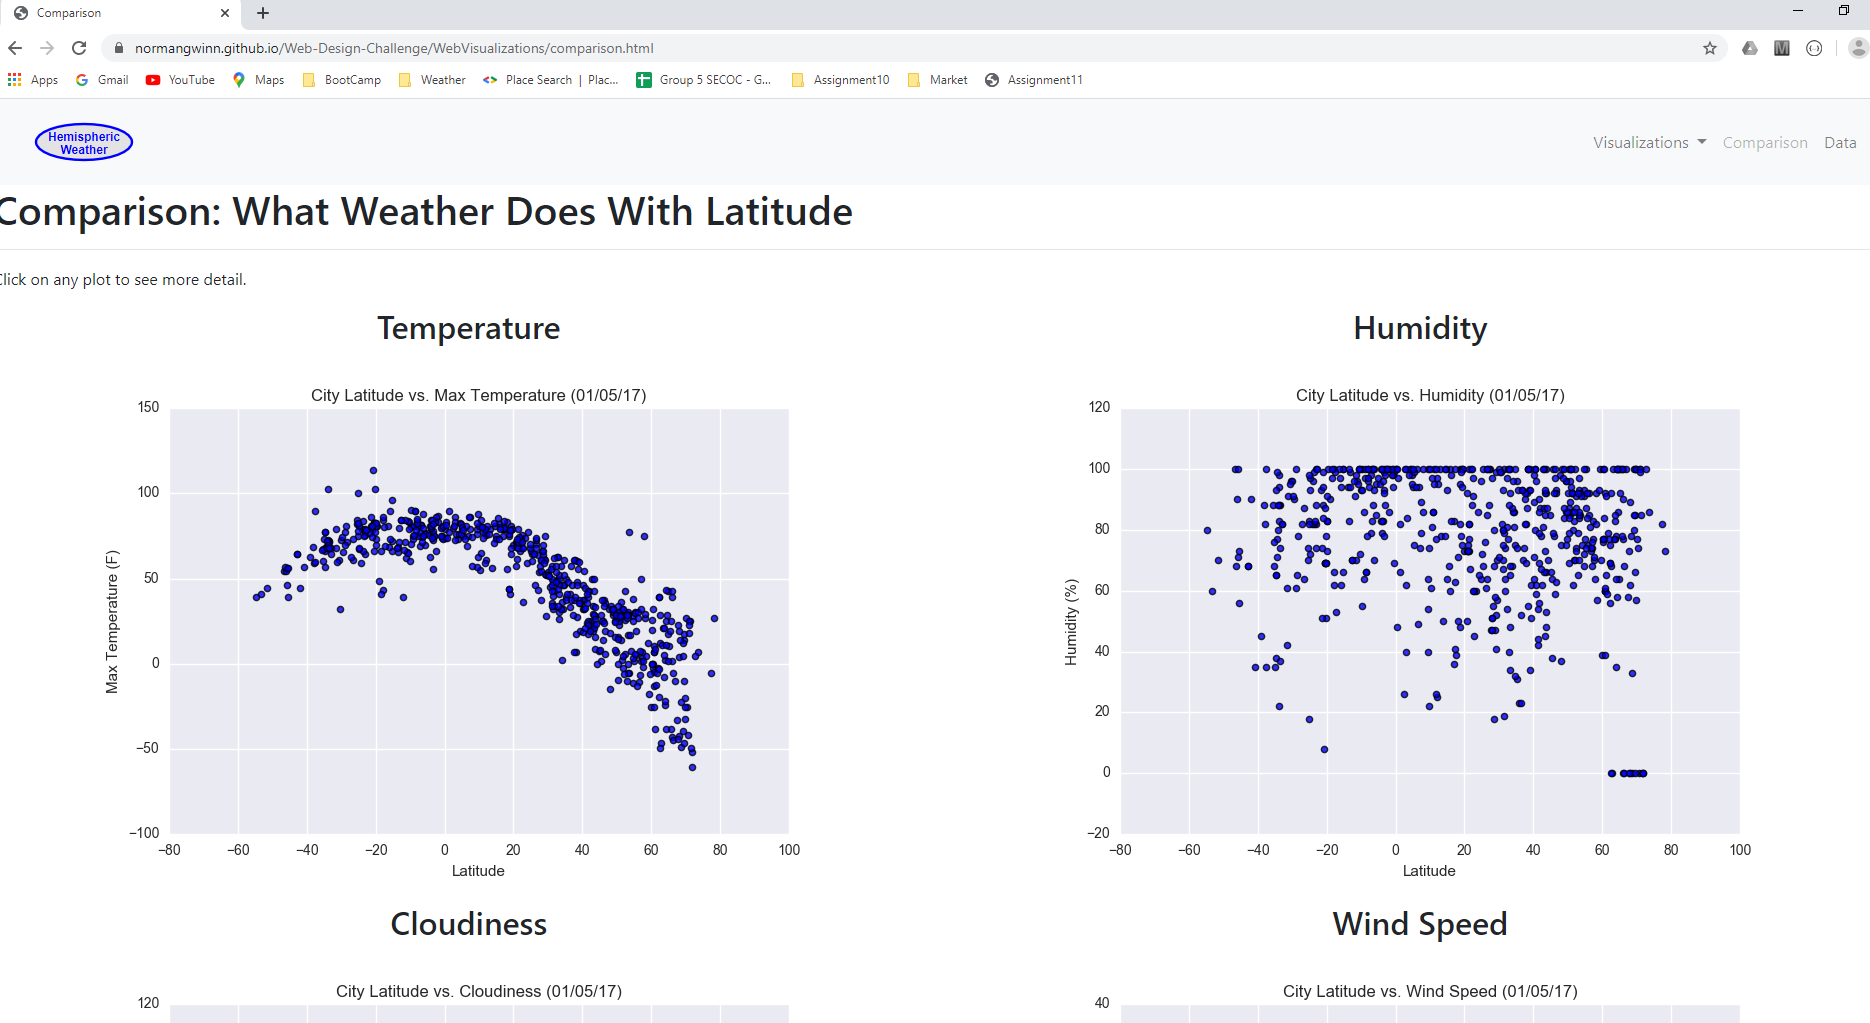 Comparison
normangwinn.github.io/Web-Design-Challenge/WebVisualizations/comparison.html
Apps Gmail YouTube Maps BootCamp Weather Place Search | Plac... Group 5 SECOC - G... Assignment10 Market Assignment11
Hemispheric
Weather
Visualizations Comparison Data
Comparison: What Weather Does With Latitude
Click on any plot to see more detail.
Temperature
City Latitude vs. Max Temperature (01/05/17)
150
100
50
0
−50
−100
Max Temperature (F)
−80 −60 −40 −20 0 20 40 60 80 100
Latitude
Humidity
City Latitude vs. Humidity (01/05/17)
120
100
80
60
40
20
0
−20
Humidity (%)
−80 −60 −40 −20 0 20 40 60 80 100
Latitude
Cloudiness
City Latitude vs. Cloudiness (01/05/17)
120
Wind Speed
City Latitude vs. Wind Speed (01/05/17)
40